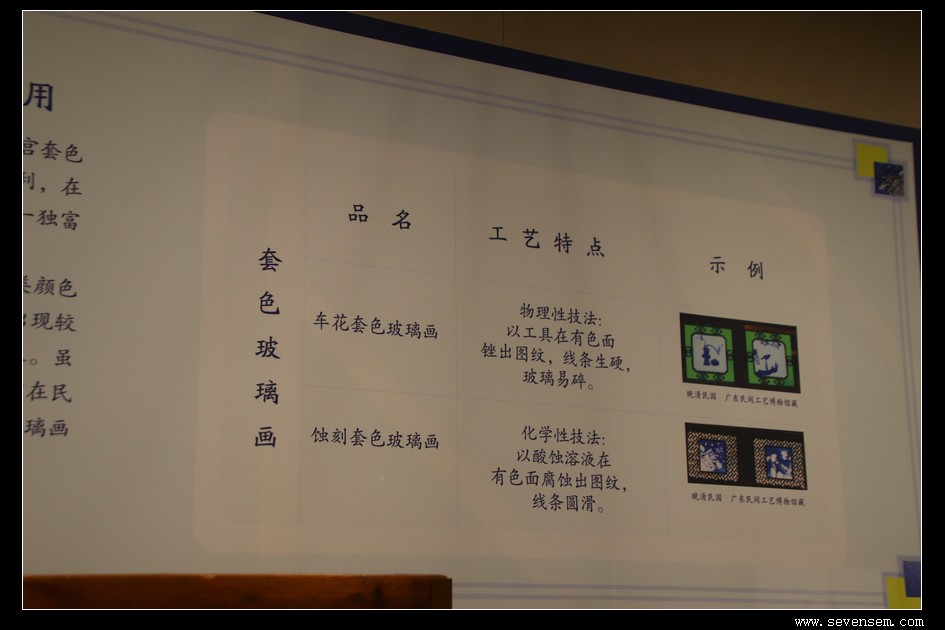 用
宫套色
利，在
一独富
颜色
现较
。虽
在民
璃画
套色玻璃画
品名
工艺特点
示例
车花套色玻璃画
物理性技法:
以工具在有色面
锉出图纹，线条生硬，
玻璃易碎。
晚清民国 广东民间工艺博物馆藏
蚀刻套色玻璃画
化学性技法:
以酸蚀溶液在
有色面腐蚀出图纹，
线条圆滑。
晚清民国 广东民间工艺博物馆藏
www.sevensem.com